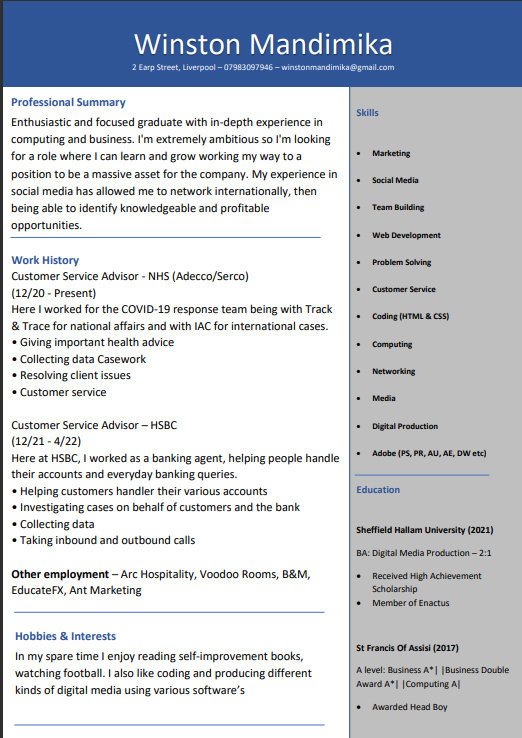 Winston Mandimika
2 Earp Street, Liverpool – 07983097946 – winstonmandimika@gmail.com
Professional Summary
Enthusiastic and focused graduate with in-depth experience in
computing and business. I'm extremely ambitious so I'm looking
for a role where I can learn and grow working my way to a
position to be a massive asset for the company. My experience in
social media has allowed me to network internationally, then
being able to identify knowledgeable and profitable
opportunities.
Work History
Customer Service Advisor - NHS (Adecco/Serco)
(12/20 - Present)
Here I worked for the COVID-19 response team being with Track
& Trace for national affairs and with IAC for international cases.
• Giving important health advice
• Collecting data Casework
• Resolving client issues
• Customer service
Customer Service Advisor – HSBC
(12/21 - 4/22)
Here at HSBC, I worked as a banking agent, helping people handle
their accounts and everyday banking queries.
• Helping customers handler their various accounts
• Investigating cases on behalf of customers and the bank
• Collecting data
• Taking inbound and outbound calls
Other employment – Arc Hospitality, Voodoo Rooms, B&M,
EducateFX, Ant Marketing
Hobbies & Interests
In my spare time I enjoy reading self-improvement books,
watching football. I also like coding and producing different
kinds of digital media using various software's
Skills
• Marketing
• Social Media
• Team Building
• Web Development
• Problem Solving
• Customer Service
• Coding (HTML & CSS)
• Computing
• Networking
• Media
• Digital Production
• Adobe (PS, PR, AU, AE, DW etc)
Education
Sheffield Hallam University (2021)
BA: Digital Media Production – 2:1
• Received High Achievement
Scholarship
• Member of Enactus
St Francis Of Assisi (2017)
A level: Business A*| |Business Double
Award A*| |Computing A|
• Awarded Head Boy